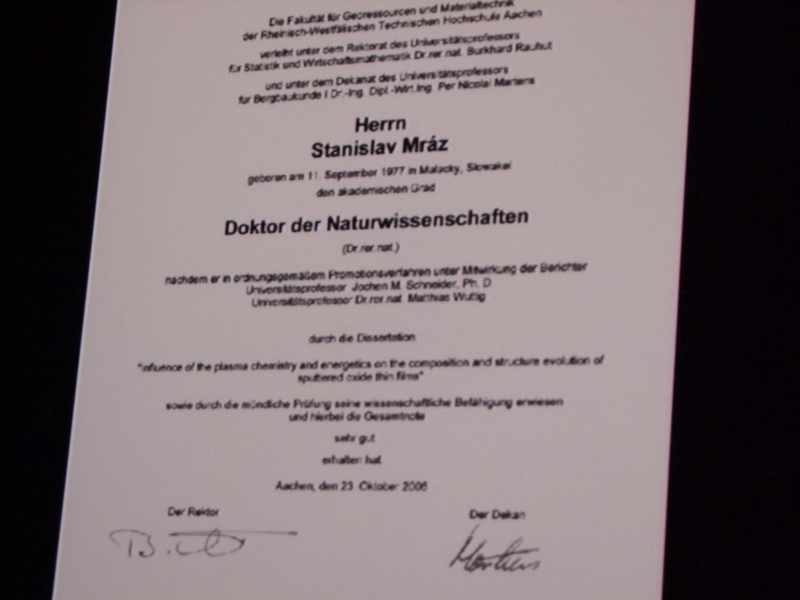 Die Fakultät für Georessourcen und Materialtechnik
der Rheinisch-Westfälischen Technischen Hochschule Aachen
verleiht unter dem Rektorat des Universitätsprofessors
für Statistik und Wirtschaftsmathematik Dr.rer.nat. Burkhard Rauhut
und unter dem Dekanat des Universitätsprofessors
für Bergbaukunde I Dr.-Ing. Dipl.-Wirt.Ing. Per Nicolai Martens
Herrn
Stanislav Mráz
geboren am 11. September 1977 in Malacky, Slowakei
den akademischen Grad
Doktor der Naturwissenschaften
(Dr.rer.nat.)
nachdem er in ordnungsgemäßem Promotionsverfahren unter Mitwirkung der Berichter
Universitätsprofessor Jochen M. Schneider, Ph. D
Universitätsprofessor Dr.rer.nat. Matthias Wuttig
durch die Dissertation
"Influence of the plasma chemistry and energetics on the composition and structure evolution of
sputtered oxide thin films"
sowie durch die mündliche Prüfung seine wissenschaftliche Befähigung erwiesen
und hierbei die Gesamtnote
sehr gut
erhalten hat.
Aachen, den 23. Oktober 2006
Der Rektor
Der Dekan
Martens